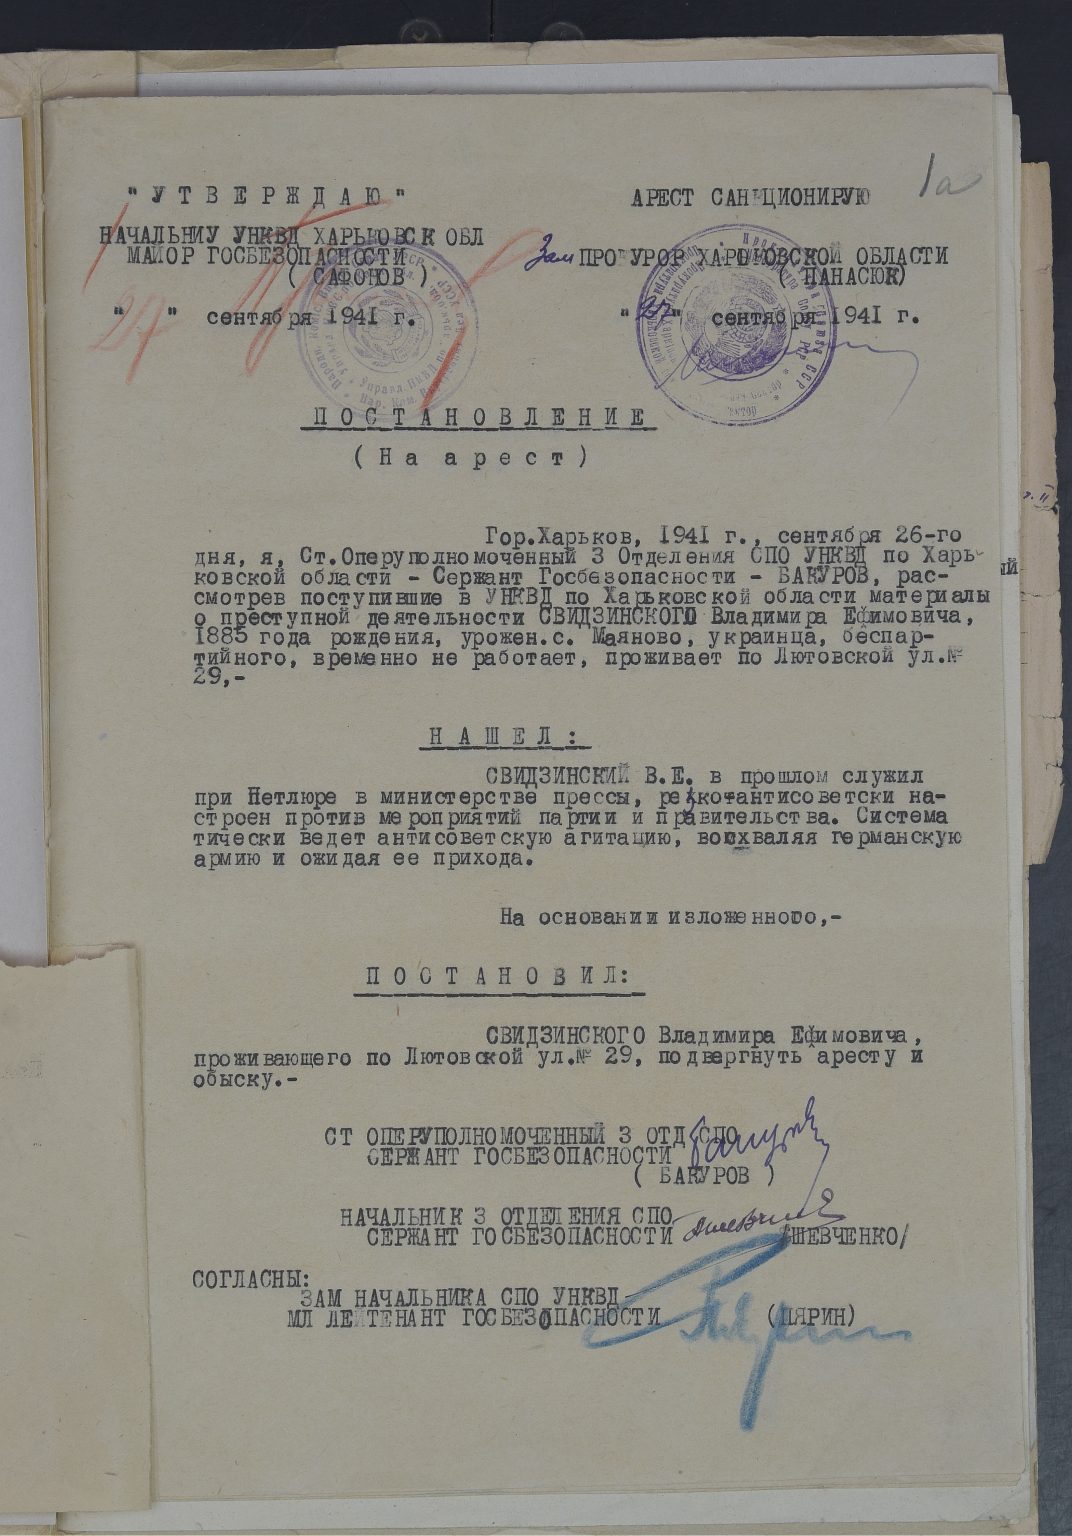 1а
"УТВЕРЖДАЮ"
НАЧАЛЬНИУ УНКВД ХАРЬКОВСК ОБЛ
МАЙОР ГОСБЕЗОПАСНОСТИ
( САФОНОВ )
"27" сентября 1941 г.
АРЕСТ САНКЦИОНИРУЮ
Зам ПРОКУРОР ХАРЬКОВСКОЙ ОБЛАСТИ
( ПАНАСЮК)
"27" сентября 1941 г.
ПОСТАНОВЛЕНИЕ
(На арест)
Гор.Харьков, 1941 г., сентября 26-го
дня, я, Ст.Оперуполномоченный 3 Отделения СПО УНКВД по Харь-
ковской области - Сержант Госбезопасности - БАКУРОВ, рас-
смотрев поступившие в УНКВД по Харьковской области материалы
о преступной деятельности СВИДЗИНСКОГО Владимира Ефимовича,
1885 года рождения, урожен.с. Маяново, украинца, беспар-
тийного, временно не работает, проживает по Лютовской ул.№
29,-
НАШЕЛ:
СВИДЗИНСКИЙ В.Е. в прошлом служил
при Петлюре в министерстве прессы, резко антисоветски на-
строен против мероприятий партии и правительства. Система
тически ведет антисоветскую агитацию, восхваляя германскую
армию и ожидая ее прихода.
На основании изложенного,-
ПОСТАНОВИЛ:
СВИДЗИНСКОГО Владимира Ефимовича,
проживающего по Лютовской ул.№ 29, подвергнуть аресту и
обыску.-
СТ ОПЕРУПОЛНОМОЧЕННЫЙ 3 ОТД СПО
СЕРЖАНТ ГОСБЕЗОПАСНОСТИ
( БАКУРОВ )
НАЧАЛЬНИК 3 ОТДЕЛЕНИЯ СПО
СЕРЖАНТ ГОСБЕЗОПАСНОСТИ /ШЕВЧЕНКО/
СОГЛАСНЫ:
ЗАМ НАЧАЛЬНИКА СПО УНКВД
МЛ ЛЕЙТЕНАНТ ГОСБЕЗОПАСНОСТИ (ПЯРИН)